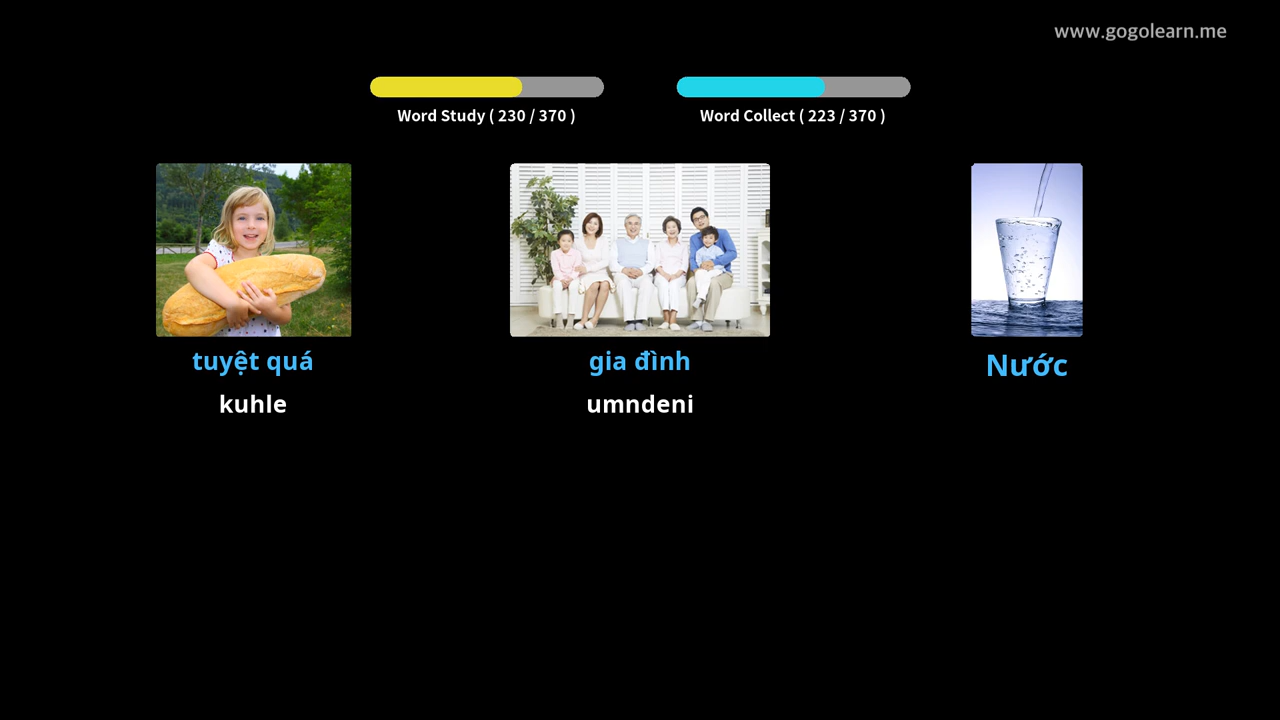 www.gogolearn.me
Word Study ( 230 / 370 )
Word Collect ( 223 / 370 )
tuyệt quá
kuhle
gia đình
umndeni
Nước